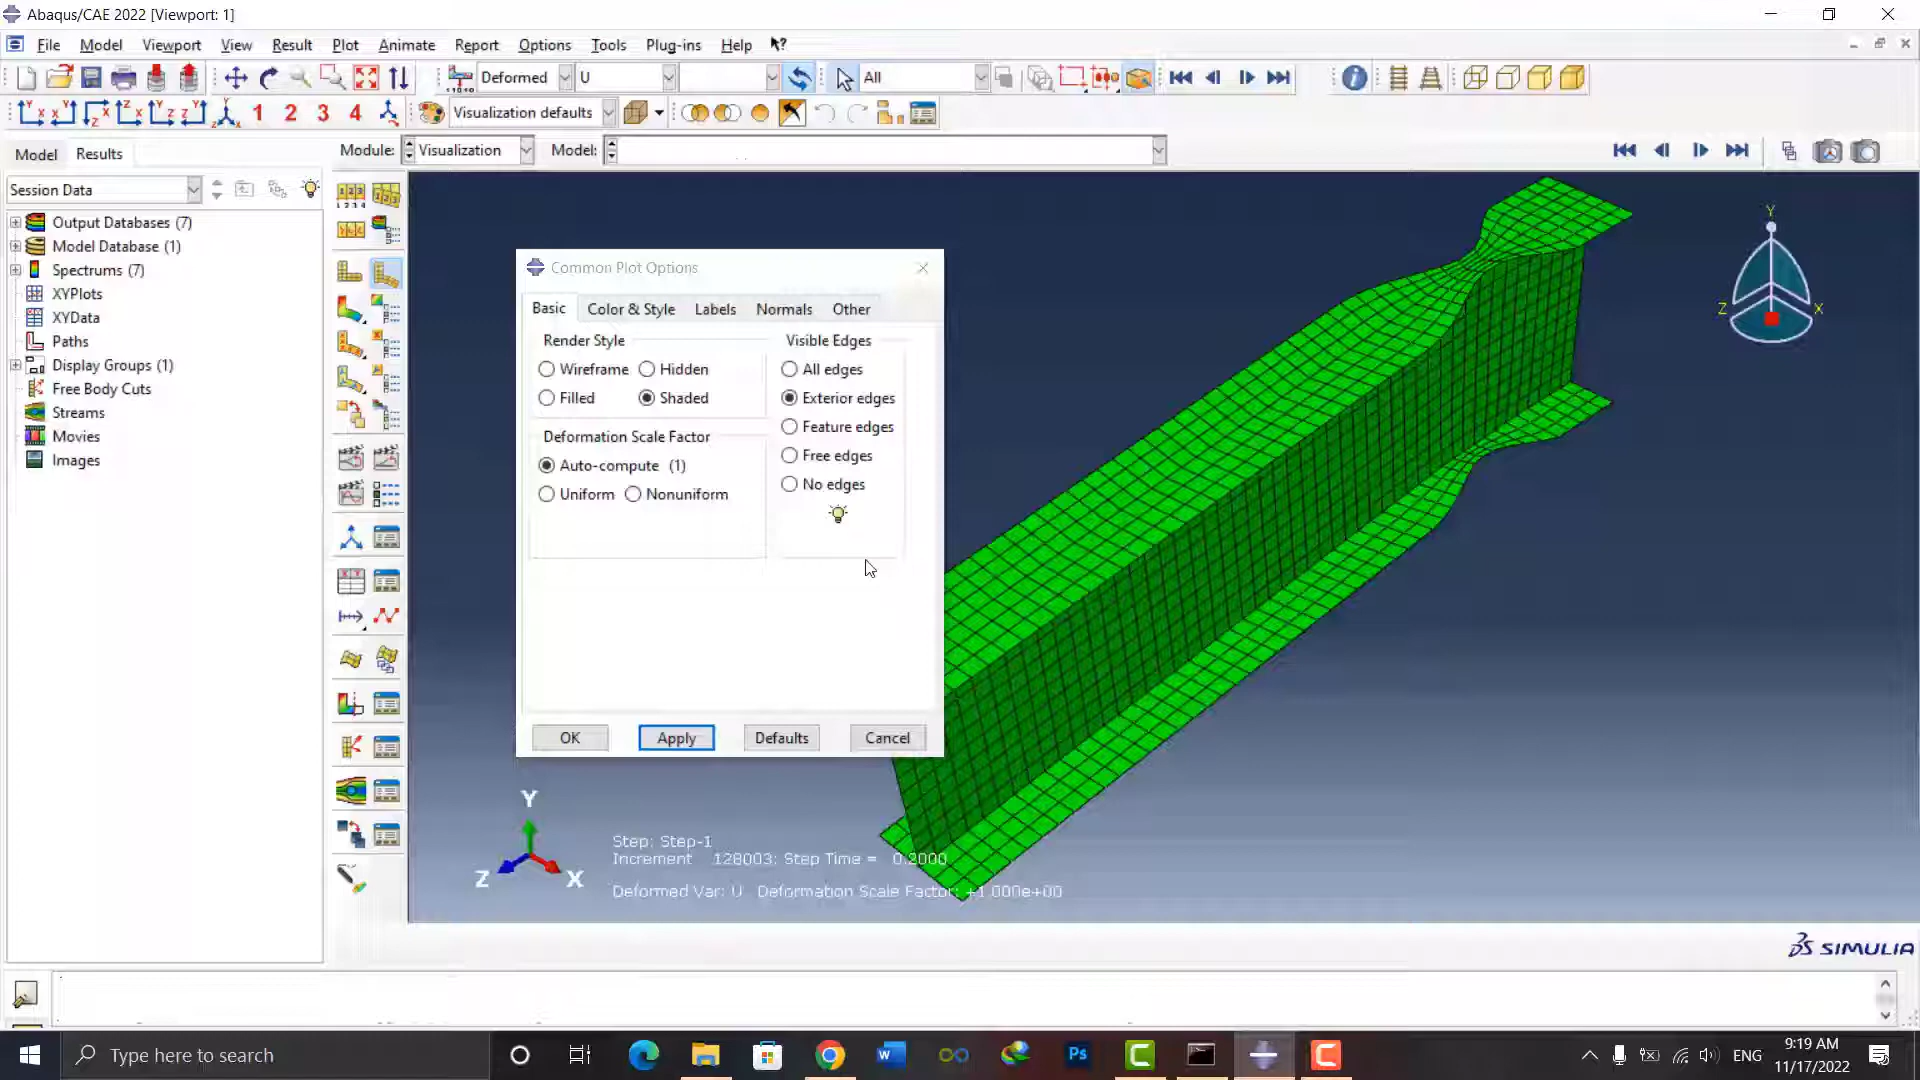 Abaqus/CAE 2022 [Viewport: 1]
File Model Viewport View Result Plot Animate Report Options Tools Plug-ins Help
Deformed U All
1 2 3 4 Visualization defaults
Model Results Module: Visualization Model:
Session Data
Output Databases (7)
Model Database (1)
Spectrums (7)
XYPlots
XYData
Paths
Display Groups (1)
Free Body Cuts
Streams
Movies
Images
Common Plot Options
Basic Color & Style Labels Normals Other
Render Style Visible Edges
Wireframe Hidden All edges
Filled Shaded Exterior edges
Feature edges
Deformation Scale Factor
Auto-compute (1) Free edges
Uniform Nonuniform No edges
OK Apply Defaults Cancel
Y
Z X
Y
Z X
Step: Step-1
Increment 128003: Step Time = 0.2000
Deformed Var: U Deformation Scale Factor: +1.000e+00
SIMULIA
Type here to search
ENG
9:19 AM
11/17/2022